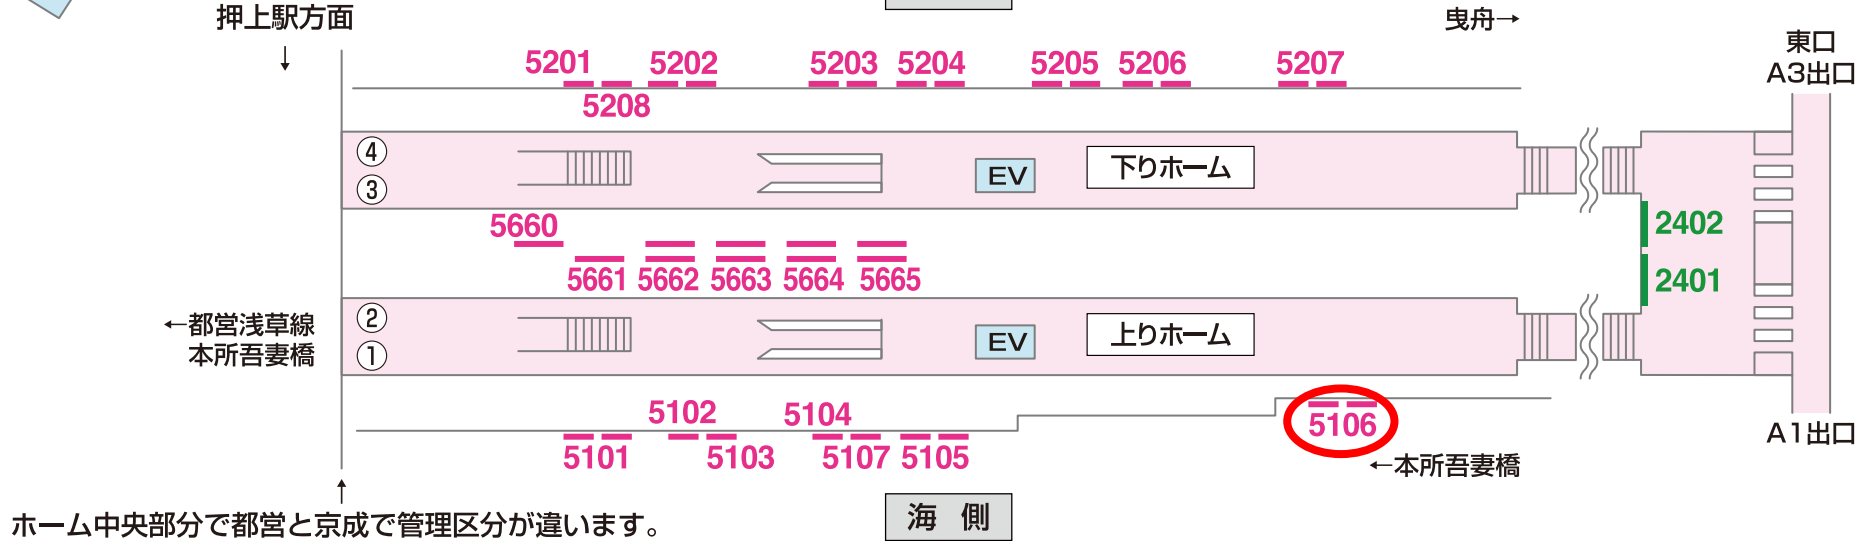 押上駅方面
↓
曳舟→
東口
A3出口
5201
5202
5203
5204
5205
5206
5207
5208
④
③
EV
下りホーム
5660
5661
5662
5663
5664
5665
2402
2401
←都営浅草線
本所吾妻橋
②
①
EV
上りホーム
5102
5104
5106
5101
5103
5107
5105
A1出口
←本所吾妻橋
↑
ホーム中央部分で都営と京成で管理区分が違います。
海 側